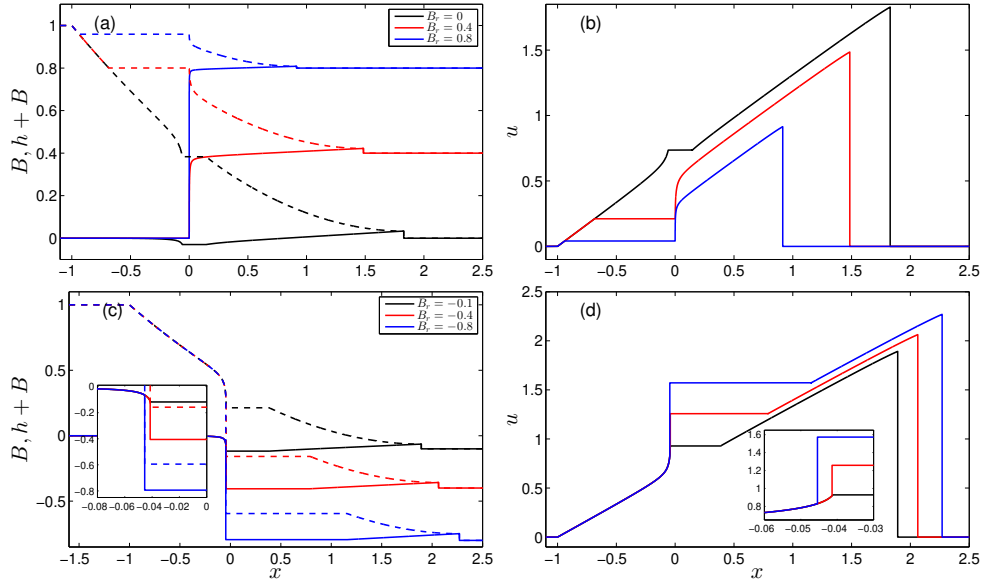 (a)
B_r = 0
B_r = 0.4
B_r = 0.8
B, h + B
1
0.8
0.6
0.4
0.2
0
−1 −0.5 0 0.5 1 1.5 2 2.5
x
(b)
u
1.5
1
0.5
0
−1 −0.5 0 0.5 1 1.5 2 2.5
x
(c)
B_r = −0.1
B_r = −0.4
B_r = −0.8
B, h + B
1
0.5
0
−0.5
−1.5 −1 −0.5 0 0.5 1 1.5 2 2.5
x
0
−0.2
−0.4
−0.6
−0.8
−0.08 −0.06 −0.04 −0.02 0
(d)
u
2.5
2
1.5
1
0.5
0
−1 −0.5 0 0.5 1 1.5 2 2.5
x
1.6
1.4
1.2
1
0.8
−0.06 −0.05 −0.04 −0.03